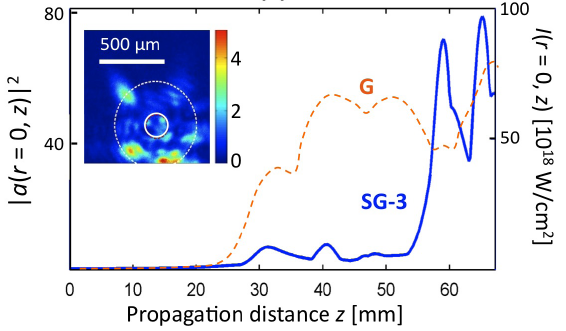 80
40
|a(r = 0, z)|²
500 µm
4
2
0
G
SG-3
100
50
I(r = 0, z) [10¹⁸ W/cm²]
0 10 20 30 40 50 60
Propagation distance z [mm]